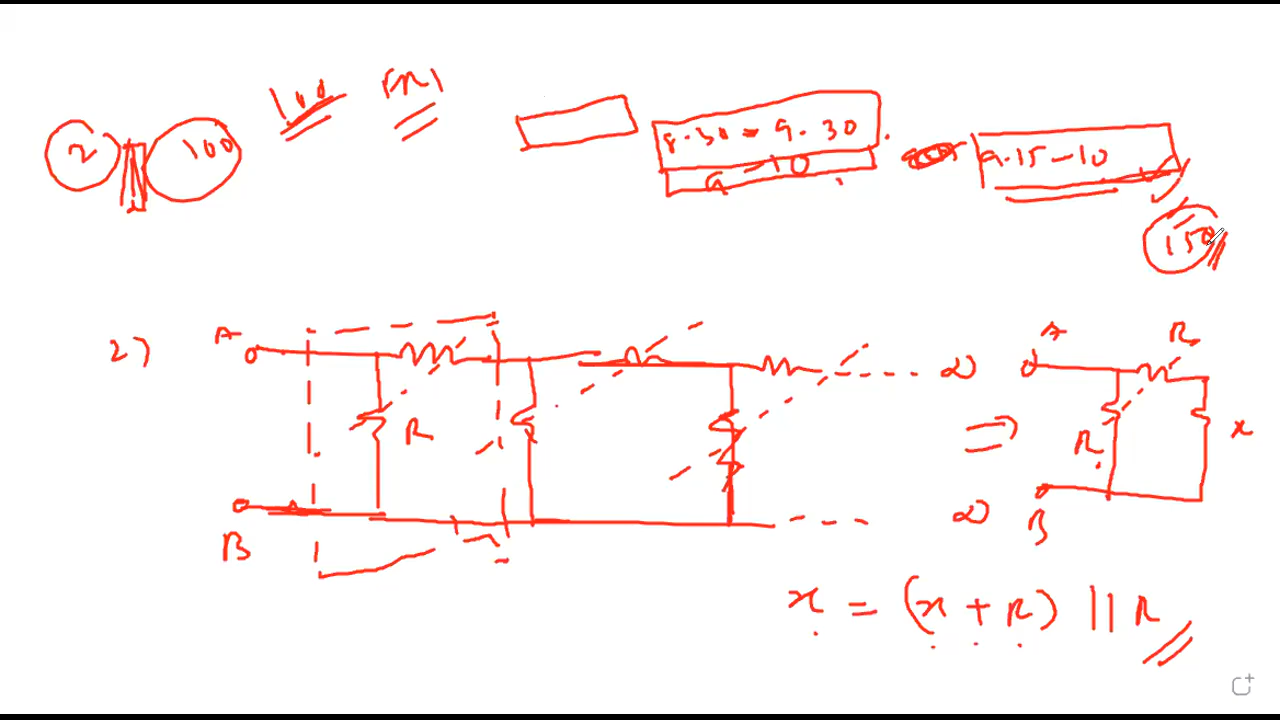 100
2 100
8.30 - 9.30
9 - 10
9.15 - 10
150
2) A R B
A R R x B
x = (x + R) || R